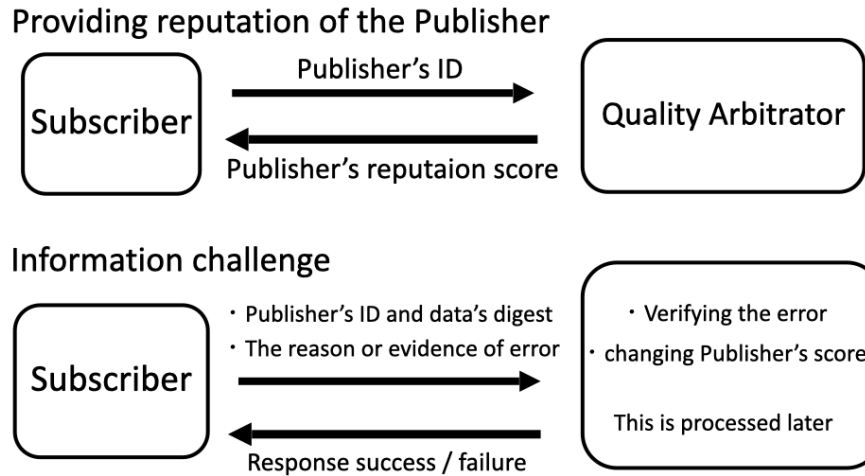 Providing reputation of the Publisher
Publisher's ID
Subscriber
Quality Arbitrator
Publisher's reputaion score
Information challenge
・Publisher's ID and data's digest
・The reason or evidence of error
Subscriber
Response success / failure
・Verifying the error
・changing Publisher's score
This is processed later